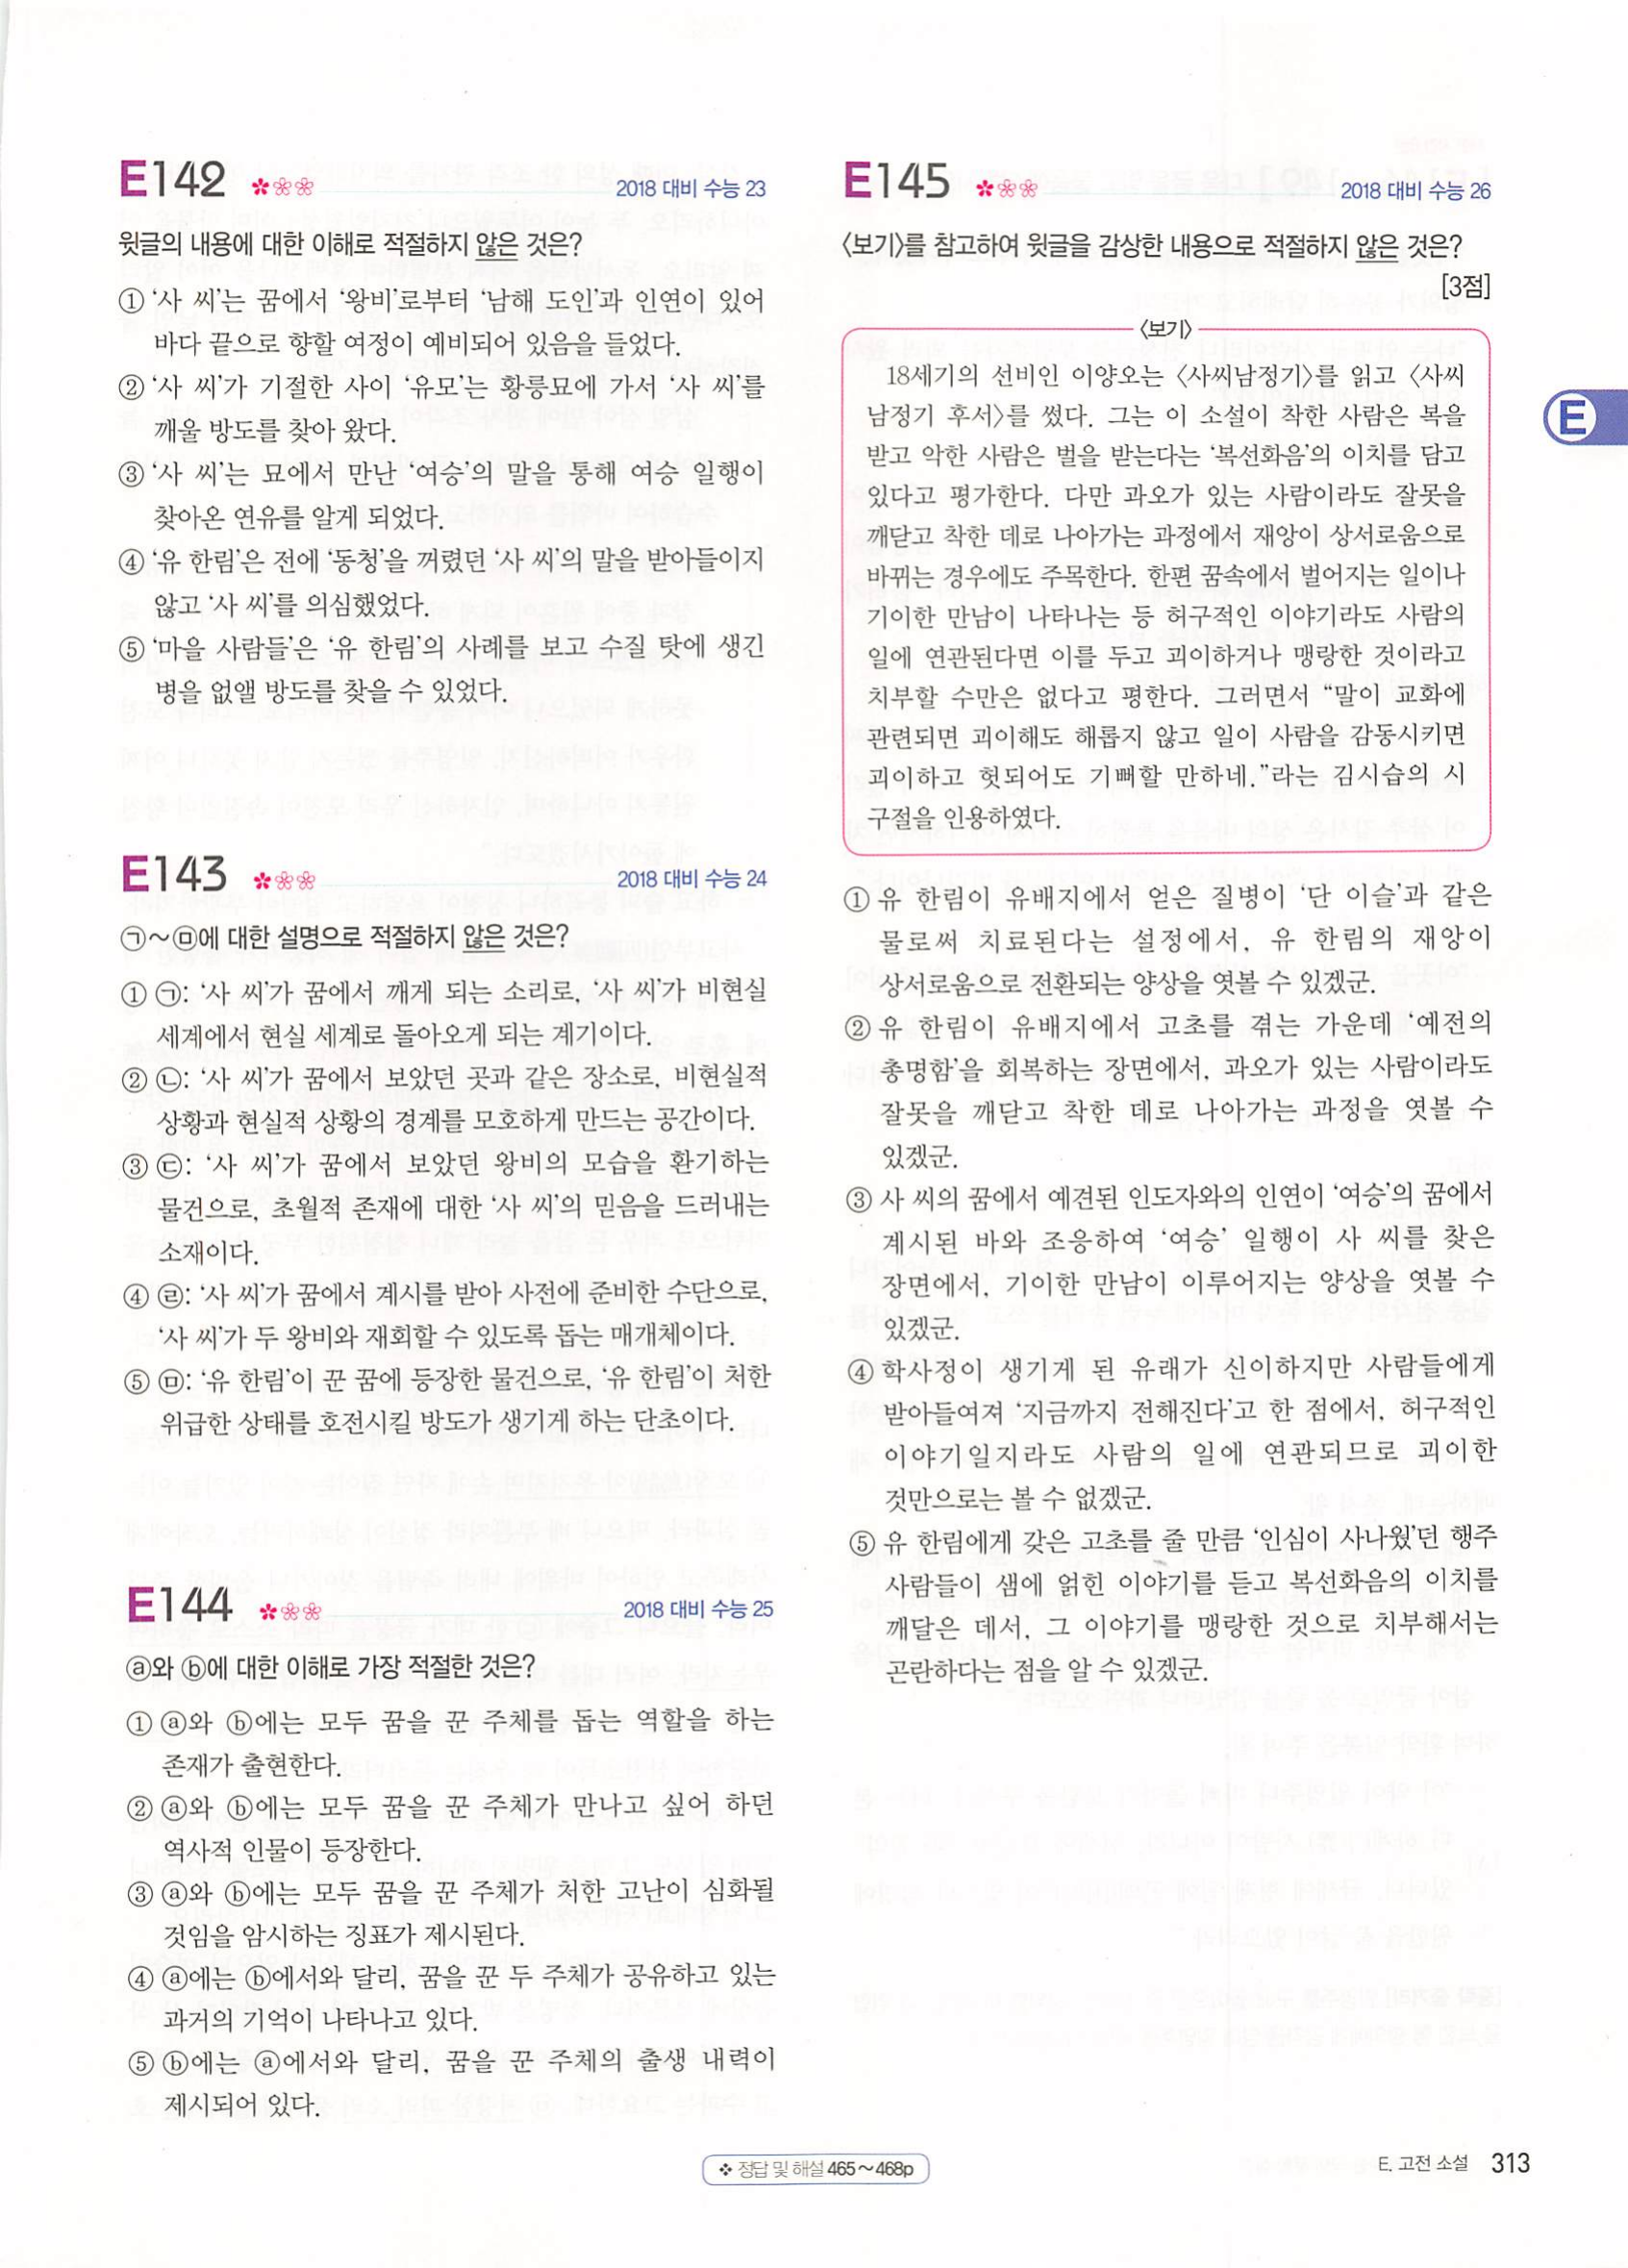 E142
2018 대비 수능 23
윗글의 내용에 대한 이해로 적절하지 않은 것은?
① ‘사 씨’는 꿈에서 ‘왕비’로부터 ‘남해 도인’과 인연이 있어
바다 끝으로 향할 여정이 예비되어 있음을 들었다.
② ‘사 씨’가 기절한 사이 ‘유모’는 황릉묘에 가서 ‘사 씨’를
깨울 방도를 찾아 왔다.
③ ‘사 씨’는 묘에서 만난 ‘여승’의 말을 통해 여승 일행이
찾아온 연유를 알게 되었다.
④ ‘유 한림’은 전에 ‘동청’을 꺼렸던 ‘사 씨’의 말을 받아들이지
않고 ‘사 씨’를 의심했었다.
⑤ ‘마을 사람들’은 ‘유 한림’의 사례를 보고 수질 탓에 생긴
병을 없앨 방도를 찾을 수 있었다.
E143
2018 대비 수능 24
㉠~㉤에 대한 설명으로 적절하지 않은 것은?
① ㉠: ‘사 씨’가 꿈에서 깨게 되는 소리로, ‘사 씨’가 비현실
세계에서 현실 세계로 돌아오게 되는 계기이다.
② ㉡: ‘사 씨’가 꿈에서 보았던 곳과 같은 장소로, 비현실적
상황과 현실적 상황의 경계를 모호하게 만드는 공간이다.
③ ㉢: ‘사 씨’가 꿈에서 보았던 왕비의 모습을 환기하는
물건으로, 초월적 존재에 대한 ‘사 씨’의 믿음을 드러내는
소재이다.
④ ㉣: ‘사 씨’가 꿈에서 계시를 받아 사전에 준비한 수단으로,
‘사 씨’가 두 왕비와 재회할 수 있도록 돕는 매개체이다.
⑤ ㉤: ‘유 한림’이 꾼 꿈에 등장한 물건으로, ‘유 한림’이 처한
위급한 상태를 호전시킬 방도가 생기게 하는 단초이다.
E144
2018 대비 수능 25
ⓐ와 ⓑ에 대한 이해로 가장 적절한 것은?
① ⓐ와 ⓑ에는 모두 꿈을 꾼 주체를 돕는 역할을 하는
존재가 출현한다.
② ⓐ와 ⓑ에는 모두 꿈을 꾼 주체가 만나고 싶어 하던
역사적 인물이 등장한다.
③ ⓐ와 ⓑ에는 모두 꿈을 꾼 주체가 처한 고난이 심화될
것임을 암시하는 징표가 제시된다.
④ ⓐ에는 ⓑ에서와 달리, 꿈을 꾼 두 주체가 공유하고 있는
과거의 기억이 나타나고 있다.
⑤ ⓑ에는 ⓐ에서와 달리, 꿈을 꾼 주체의 출생 내력이
제시되어 있다.
E145
2018 대비 수능 26
〈보기〉를 참고하여 윗글을 감상한 내용으로 적절하지 않은 것은?
[3점]
〈보기〉
18세기의 선비인 이양오는 〈사씨남정기〉를 읽고 〈사씨
남정기 후서〉를 썼다. 그는 이 소설이 착한 사람은 복을
받고 악한 사람은 벌을 받는다는 ‘복선화음’의 이치를 담고
있다고 평가한다. 다만 과오가 있는 사람이라도 잘못을
깨닫고 착한 데로 나아가는 과정에서 재앙이 상서로움으로
바뀌는 경우에도 주목한다. 한편 꿈속에서 벌어지는 일이나
기이한 만남이 나타나는 등 허구적인 이야기라도 사람의
일에 연관된다면 이를 두고 괴이하거나 맹랑한 것이라고
치부할 수만은 없다고 평한다. 그러면서 “말이 교화에
관련되면 괴이해도 해롭지 않고 일이 사람을 감동시키면
괴이하고 헛되어도 기뻐할 만하네.”라는 김시습의 시
구절을 인용하였다.
① 유 한림이 유배지에서 얻은 질병이 ‘단 이슬’과 같은
물로써 치료된다는 설정에서, 유 한림의 재앙이
상서로움으로 전환되는 양상을 엿볼 수 있겠군.
② 유 한림이 유배지에서 고초를 겪는 가운데 ‘예전의
총명함’을 회복하는 장면에서, 과오가 있는 사람이라도
잘못을 깨닫고 착한 데로 나아가는 과정을 엿볼 수
있겠군.
③ 사 씨의 꿈에서 예견된 인도자와의 인연이 ‘여승’의 꿈에서
계시된 바와 조응하여 ‘여승’ 일행이 사 씨를 찾은
장면에서, 기이한 만남이 이루어지는 양상을 엿볼 수
있겠군.
④ 학사정이 생기게 된 유래가 신이하지만 사람들에게
받아들여져 ‘지금까지 전해진다’고 한 점에서, 허구적인
이야기일지라도 사람의 일에 연관되므로 괴이한
것만으로는 볼 수 없겠군.
⑤ 유 한림에게 갖은 고초를 줄 만큼 ‘인심이 사나웠’던 행주
사람들이 샘에 얽힌 이야기를 듣고 복선화음의 이치를
깨달은 데서, 그 이야기를 맹랑한 것으로 치부해서는
곤란하다는 점을 알 수 있겠군.
E
❖ 정답 및 해설 465~468p
E. 고전 소설 313